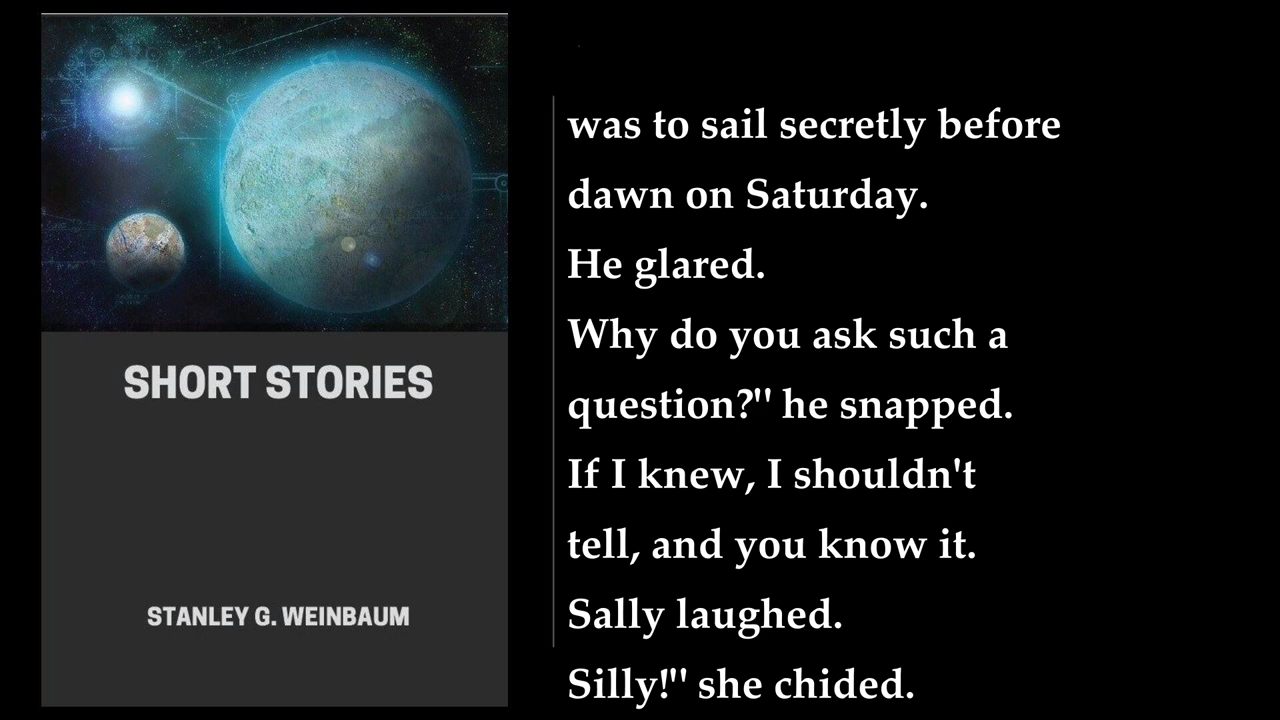 SHORT STORIES
STANLEY G. WEINBAUM
was to sail secretly before
dawn on Saturday.
He glared.
Why do you ask such a
question?" he snapped.
If I knew, I shouldn't
tell, and you know it.
Sally laughed.
Silly!" she chided.